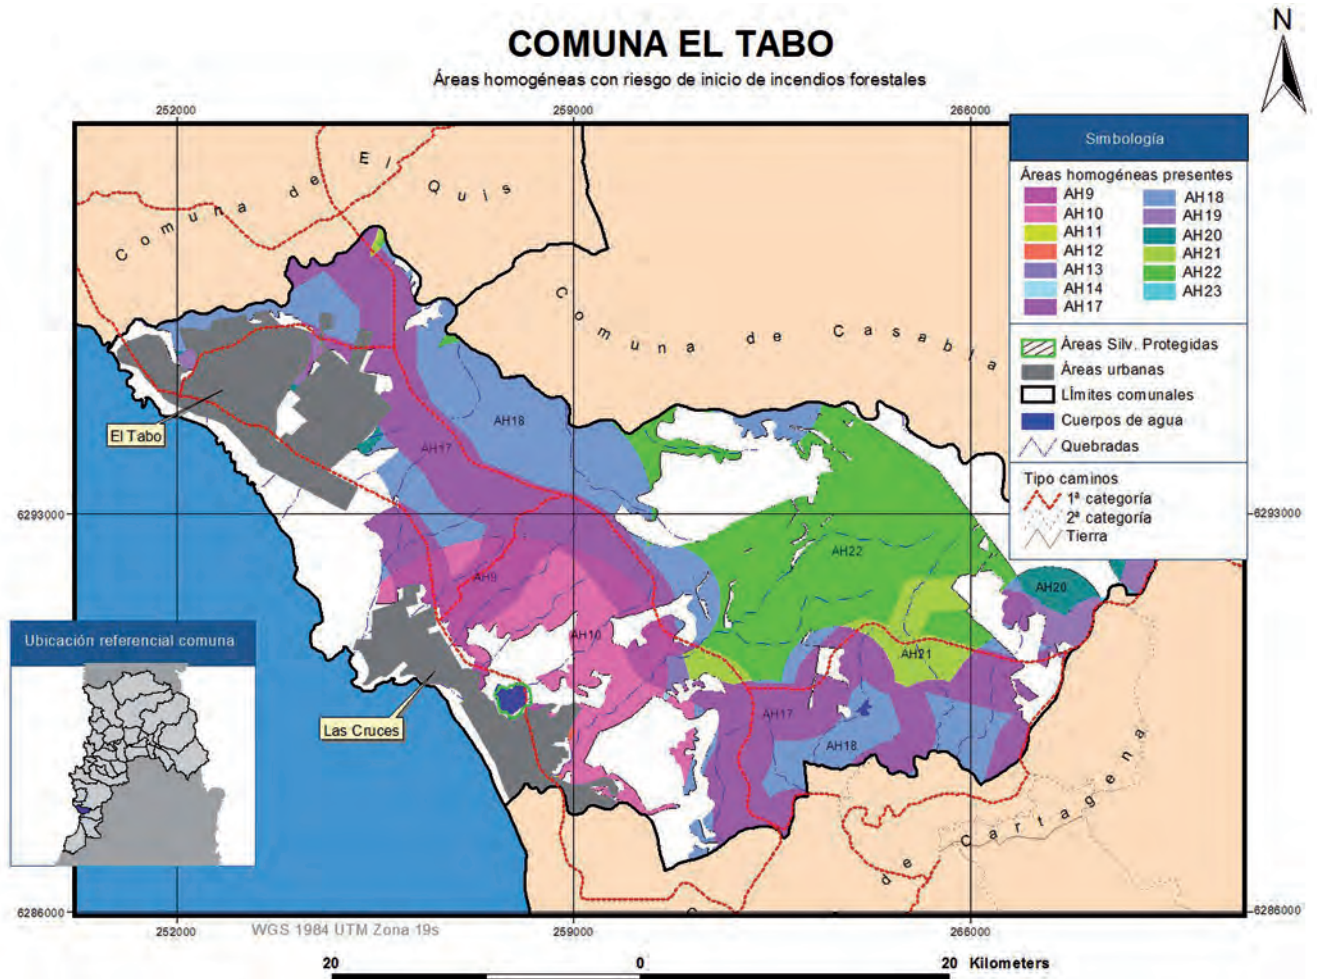 COMUNA EL TABO
Áreas homogéneas con riesgo de inicio de incendios forestales
N
252000
259000
266000
Simbología
Áreas homogéneas presentes
AH9
AH10
AH11
AH12
AH13
AH14
AH17
AH18
AH19
AH20
AH21
AH22
AH23
Áreas Silv. Protegidas
Áreas urbanas
Límites comunales
Cuerpos de agua
Quebradas
Tipo caminos
1ª categoría
2ª categoría
Tierra
Comuna de El Quis
Comuna de Casabla
de Cartagena
El Tabo
Las Cruces
AH18
AH17
AH9
AH10
AH22
AH20
AH21
AH17
AH18
6293000
6293000
Ubicación referencial comuna
6286000
6286000
252000
WGS 1984 UTM Zona 19s
259000
266000
20 0 20 Kilometers